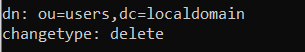 dn: ou=users,dc=localdomain
changetype: delete